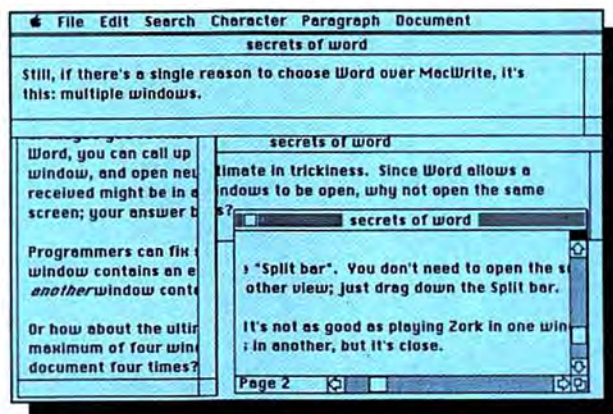 File Edit Search Character Paragraph Document
secrets of word
Still, if there's a single reason to choose Word over MacWrite, it's
this: multiple windows.
Word, you can call up
window, and open new
received might be in a
screen; your answer b
Programmers can fix
window contains an e
another window conte
Or how about the ultim
maximum of four wind
document four times?
secrets of word
timate in trickiness. Since Word allows a
ndows to be open, why not open the same
s?
secrets of word
"Split bar". You don't need to open the s
other view; just drag down the Split bar.
It's not as good as playing Zork in one win
in another, but it's close.
Page 2